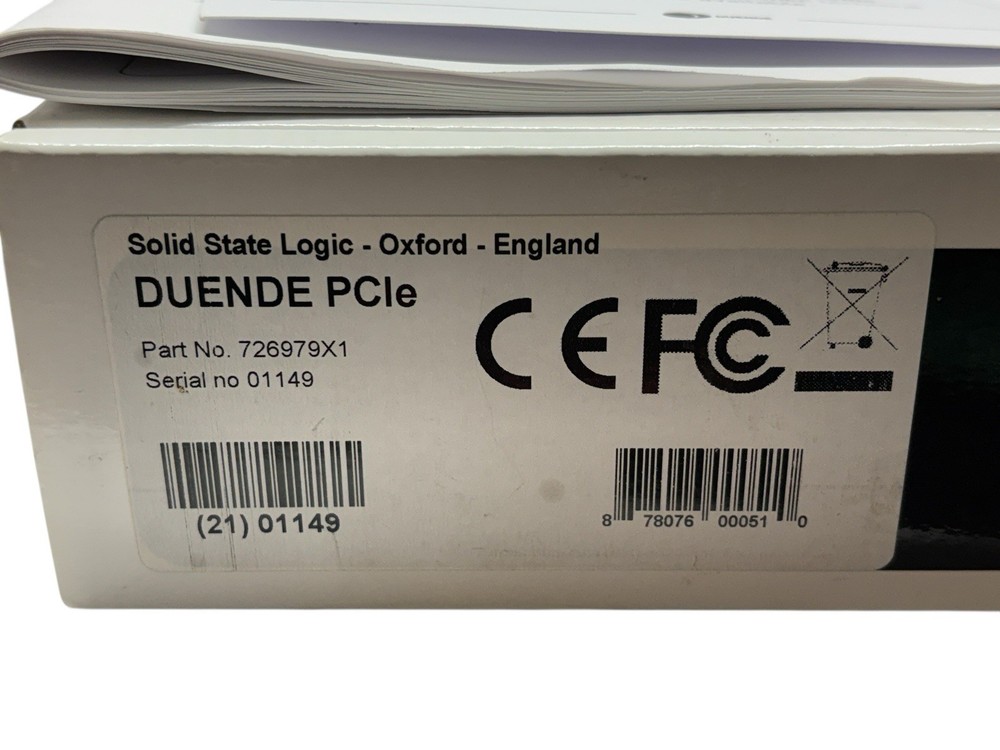 Solid State Logic - Oxford - England
DUENDE PCIe
CE FC
Part No. 726979X1
Serial no 01149
(21) 01149
8 78076 00051 0